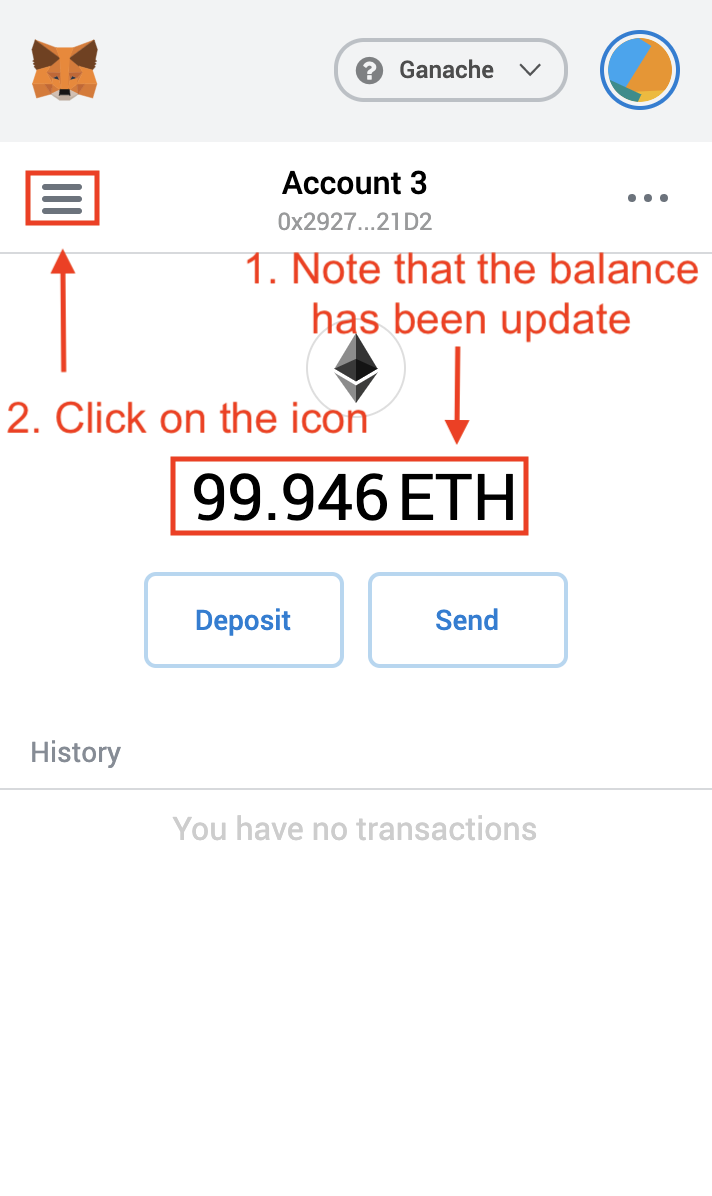 ? Ganache
Account 3
0x2927...21D2
1. Note that the balance
has been update
2. Click on the icon
99.946 ETH
Deposit
Send
History
You have no transactions